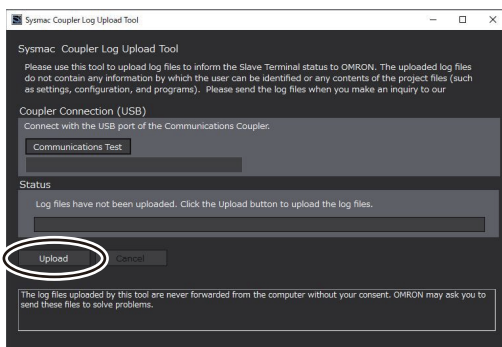 Sysmac Coupler Log Upload Tool
Sysmac Coupler Log Upload Tool
Please use this tool to upload log files to inform the Slave Terminal status to OMRON. The uploaded log files
do not contain any information by which the user can be identified or any contents of the project files (such
as settings, configuration, and programs). Please send the log files when you make an inquiry to our
Coupler Connection (USB)
Connect with the USB port of the Communications Coupler.
Communications Test
Status
Log files have not been uploaded. Click the Upload button to upload the log files.
Upload Cancel
The log files uploaded by this tool are never forwarded from the computer without your consent. OMRON may ask you to
send these files to solve problems.